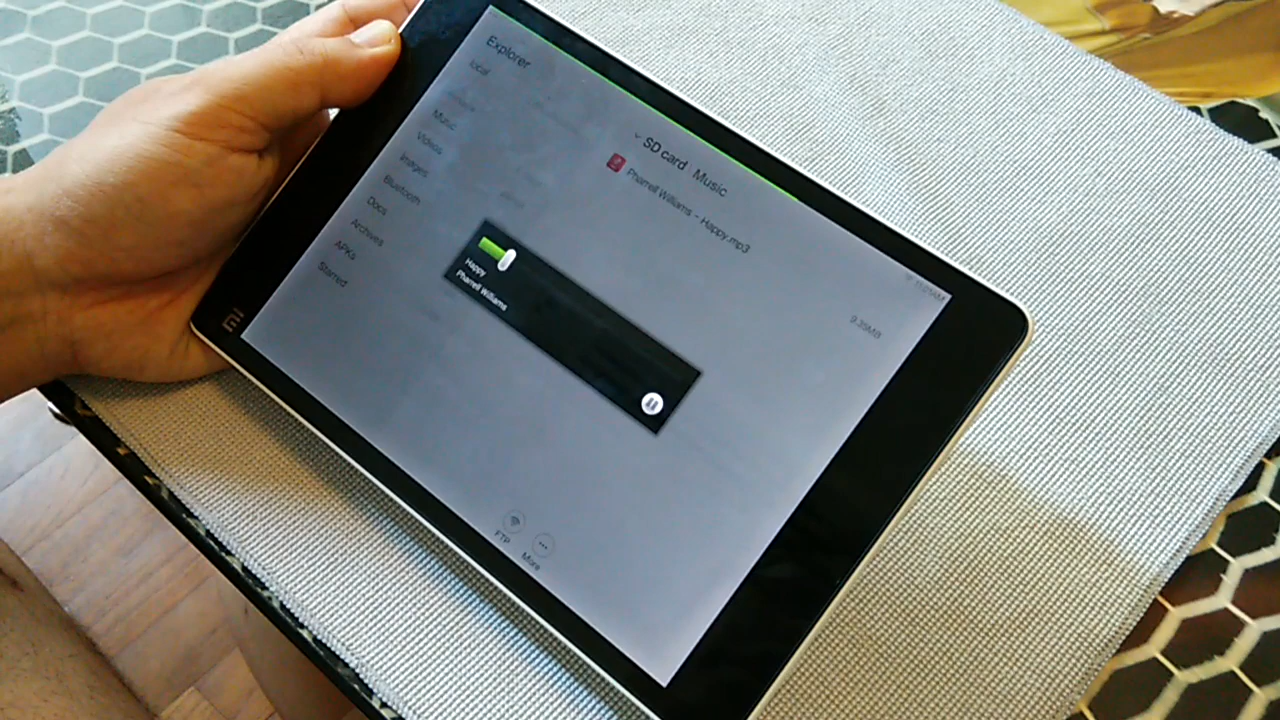 Explorer
local
Music
Videos
Images
Bluetooth
Docs
Archives
APKs
Starred
SD card Music
Pharrell Williams - Happy.mp3
9.39MB
Happy
Pharrell Williams
FTP
More
mi